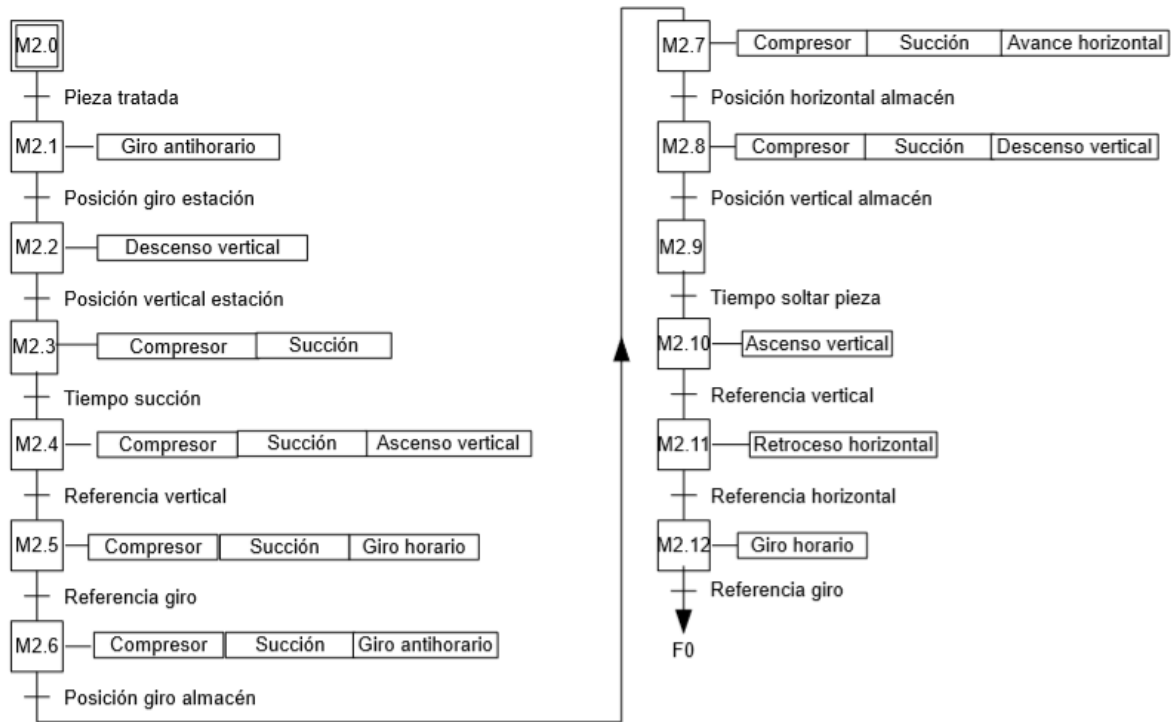 M2.0
Pieza tratada
M2.1 Giro antihorario
Posición giro estación
M2.2 Descenso vertical
Posición vertical estación
M2.3 Compresor Succión
Tiempo succión
M2.4 Compresor Succión Ascenso vertical
Referencia vertical
M2.5 Compresor Succión Giro horario
Referencia giro
M2.6 Compresor Succión Giro antihorario
Posición giro almacén
M2.7 Compresor Succión Avance horizontal
Posición horizontal almacén
M2.8 Compresor Succión Descenso vertical
Posición vertical almacén
M2.9
Tiempo soltar pieza
M2.10 Ascenso vertical
Referencia vertical
M2.11 Retroceso horizontal
Referencia horizontal
M2.12 Giro horario
Referencia giro
F0